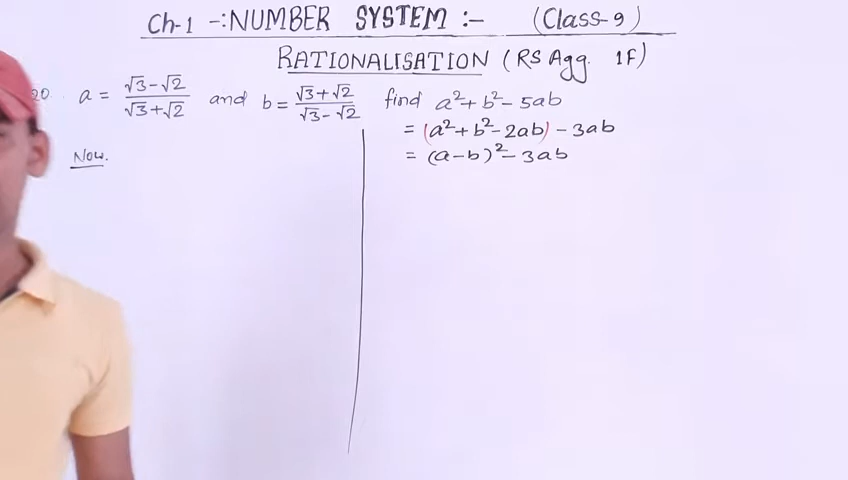 Ch-1 -:NUMBER SYSTEM :- (Class-9)
RATIONALISATION (RS Agg. 1F)
20. a = √3-√2/√3+√2 and b = √3+√2/√3-√2 find a²+b²-5ab
= (a²+b²-2ab) - 3ab
= (a-b)²-3ab
Now.